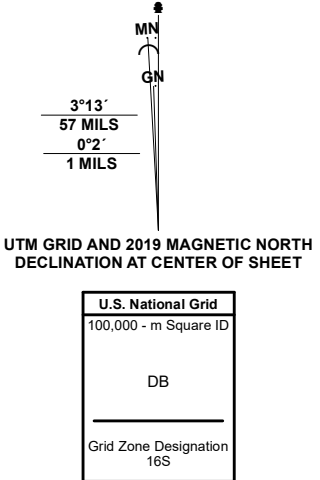 MN
GN
3°13´
57 MILS
0°2´
1 MILS
UTM GRID AND 2019 MAGNETIC NORTH
DECLINATION AT CENTER OF SHEET
U.S. National Grid
100,000 - m Square ID
DB
Grid Zone Designation
16S